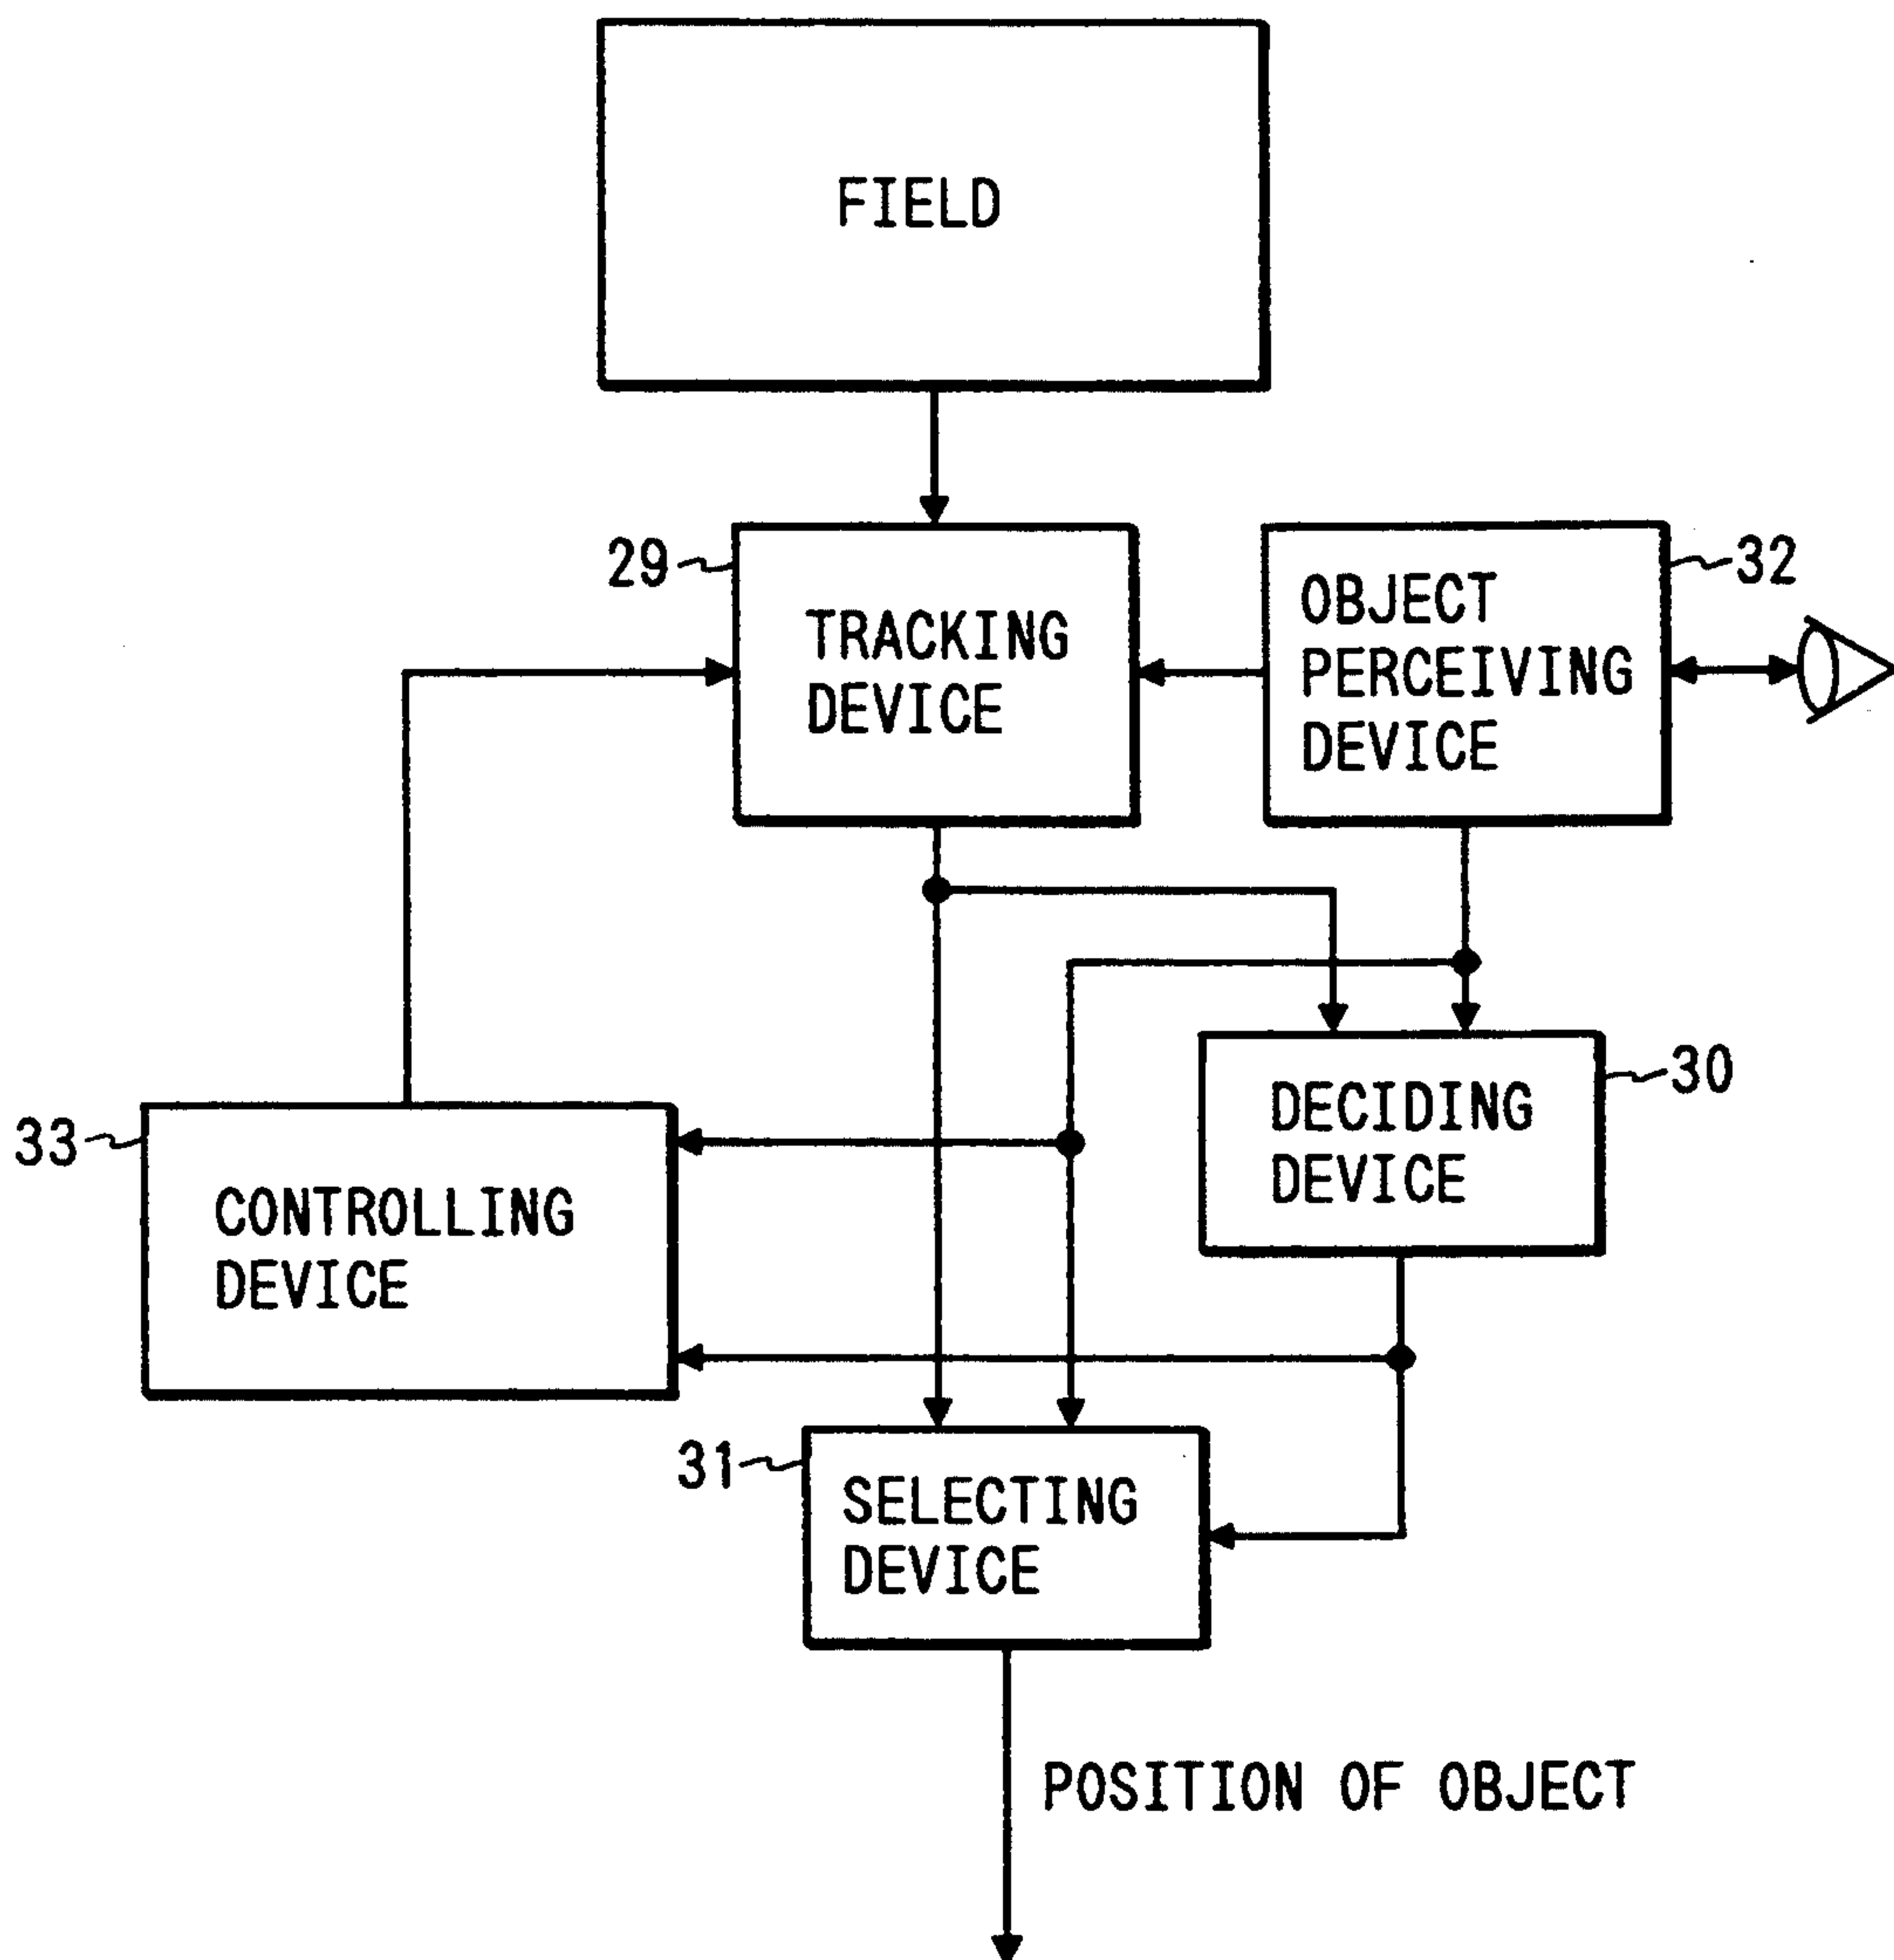 FIELD
29
TRACKING
DEVICE
OBJECT
PERCEIVING
DEVICE
32
DECIDING
DEVICE
30
33
CONTROLLING
DEVICE
31
SELECTING
DEVICE
POSITION OF OBJECT